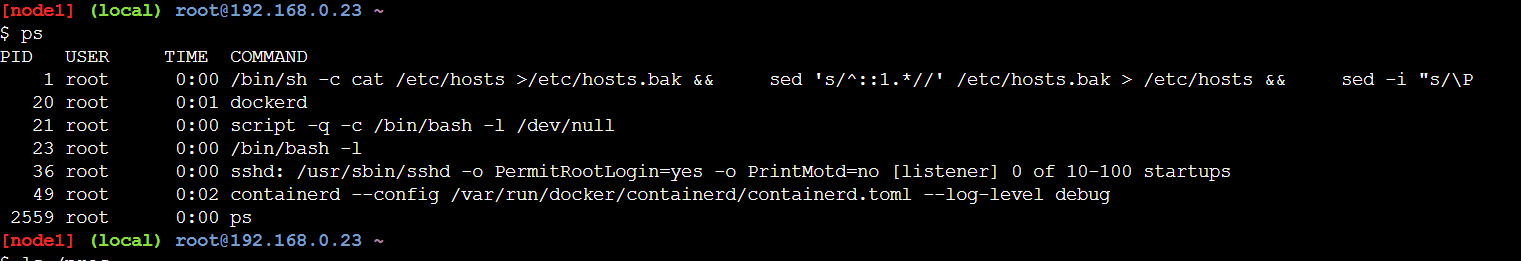 [node1] (local) root@192.168.0.23 ~
$ ps
PID   USER     TIME  COMMAND
    1 root      0:00 /bin/sh -c cat /etc/hosts >/etc/hosts.bak &&     sed 's/^::1.*//' /etc/hosts.bak > /etc/hosts &&     sed -i "s/\P
   20 root      0:01 dockerd
   21 root      0:00 script -q -c /bin/bash -l /dev/null
   23 root      0:00 /bin/bash -l
   36 root      0:00 sshd: /usr/sbin/sshd -o PermitRootLogin=yes -o PrintMotd=no [listener] 0 of 10-100 startups
   49 root      0:02 containerd --config /var/run/docker/containerd/containerd.toml --log-level debug
 2559 root      0:00 ps
[node1] (local) root@192.168.0.23 ~